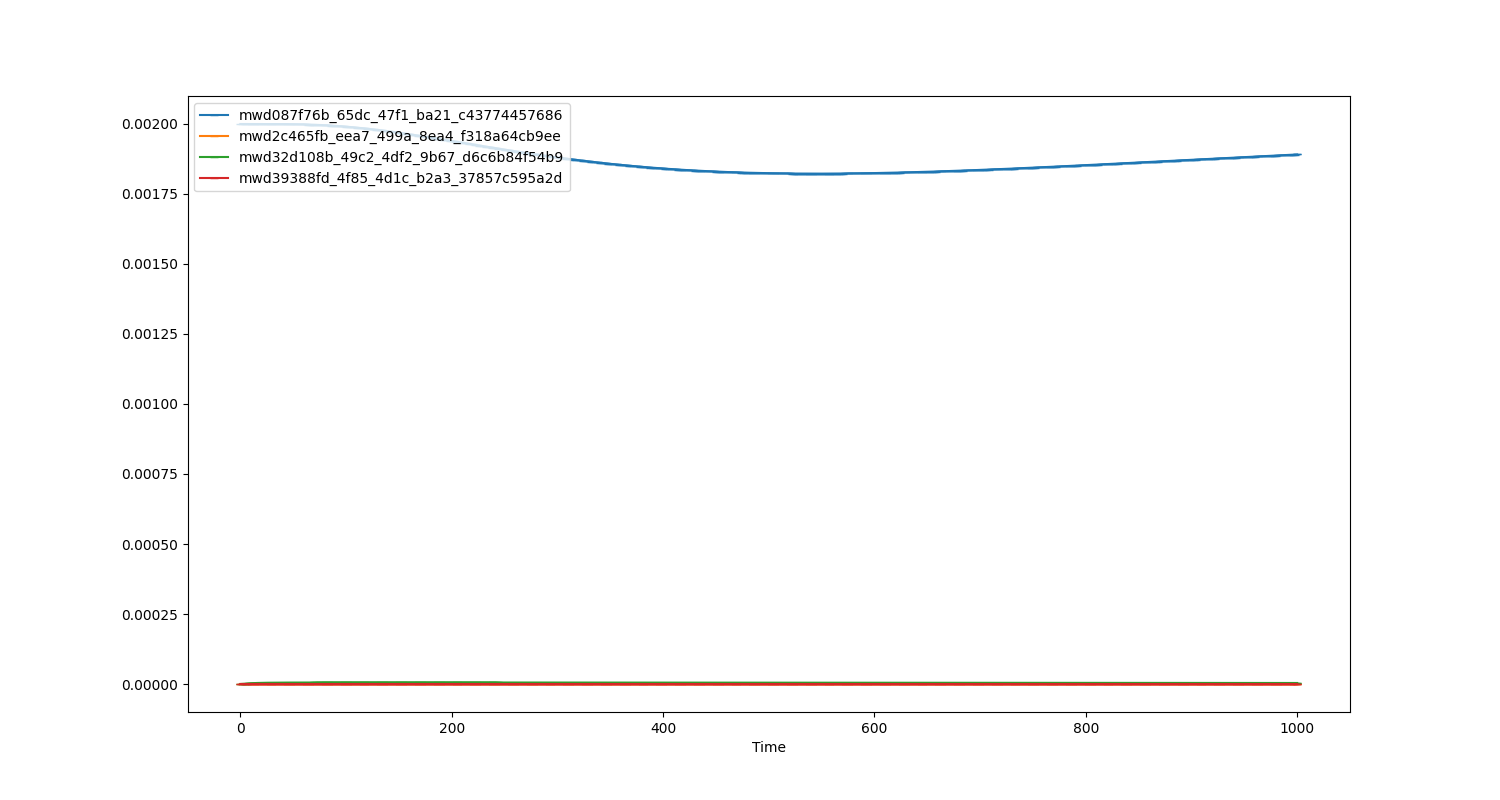 mwd087f76b_65dc_47f1_ba21_c43774457686
mwd2c465fb_eea7_499a_8ea4_f318a64cb9ee
mwd32d108b_49c2_4df2_9b67_d6c6b84f54b9
mwd39388fd_4f85_4d1c_b2a3_37857c595a2d
0.00200
0.00175
0.00150
0.00125
0.00100
0.00075
0.00050
0.00025
0.00000
0 200 400 600 800 1000
Time